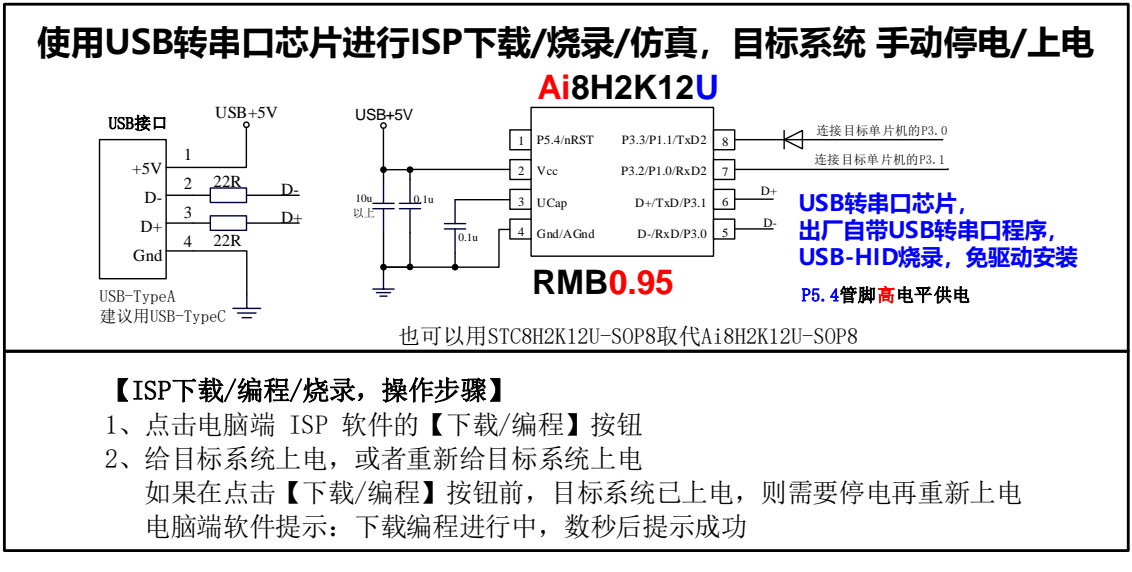 使用USB转串口芯片进行ISP下载/烧录/仿真，目标系统 手动停电/上电
Ai8H2K12U
USB接口
USB+5V
+5V
1
D-
2
22R
D-
D+
3
22R
D+
Gnd
4
USB-TypeA
建议用USB-TypeC
USB+5V
10u
以上
0.1u
0.1u
1
P5.4/nRST
2
Vcc
3
UCap
4
Gnd/AGnd
P3.3/P1.1/TxD2
8
P3.2/P1.0/RxD2
7
D+/TxD/P3.1
6
D-/RxD/P3.0
5
连接目标单片机的P3.0
连接目标单片机的P3.1
D+
D-
RMB0.95
USB转串口芯片，
出厂自带USB转串口程序，
USB-HID烧录，免驱动安装
P5.4管脚高电平供电
也可以用STC8H2K12U-SOP8取代Ai8H2K12U-SOP8
【ISP下载/编程/烧录，操作步骤】
1、点击电脑端 ISP 软件的【下载/编程】按钮
2、给目标系统上电，或者重新给目标系统上电
如果在点击【下载/编程】按钮前，目标系统已上电，则需要停电再重新上电
电脑端软件提示：下载编程进行中，数秒后提示成功